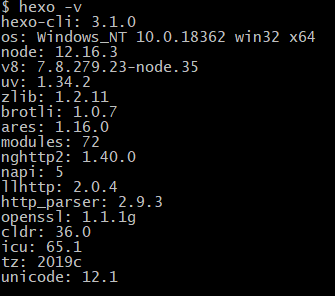 $ hexo -v
hexo-cli: 3.1.0
os: Windows_NT 10.0.18362 win32 x64
node: 12.16.3
v8: 7.8.279.23-node.35
uv: 1.34.2
zlib: 1.2.11
brotli: 1.0.7
ares: 1.16.0
modules: 72
nghttp2: 1.40.0
napi: 5
llhttp: 2.0.4
http_parser: 2.9.3
openssl: 1.1.1g
cldr: 36.0
icu: 65.1
tz: 2019c
unicode: 12.1